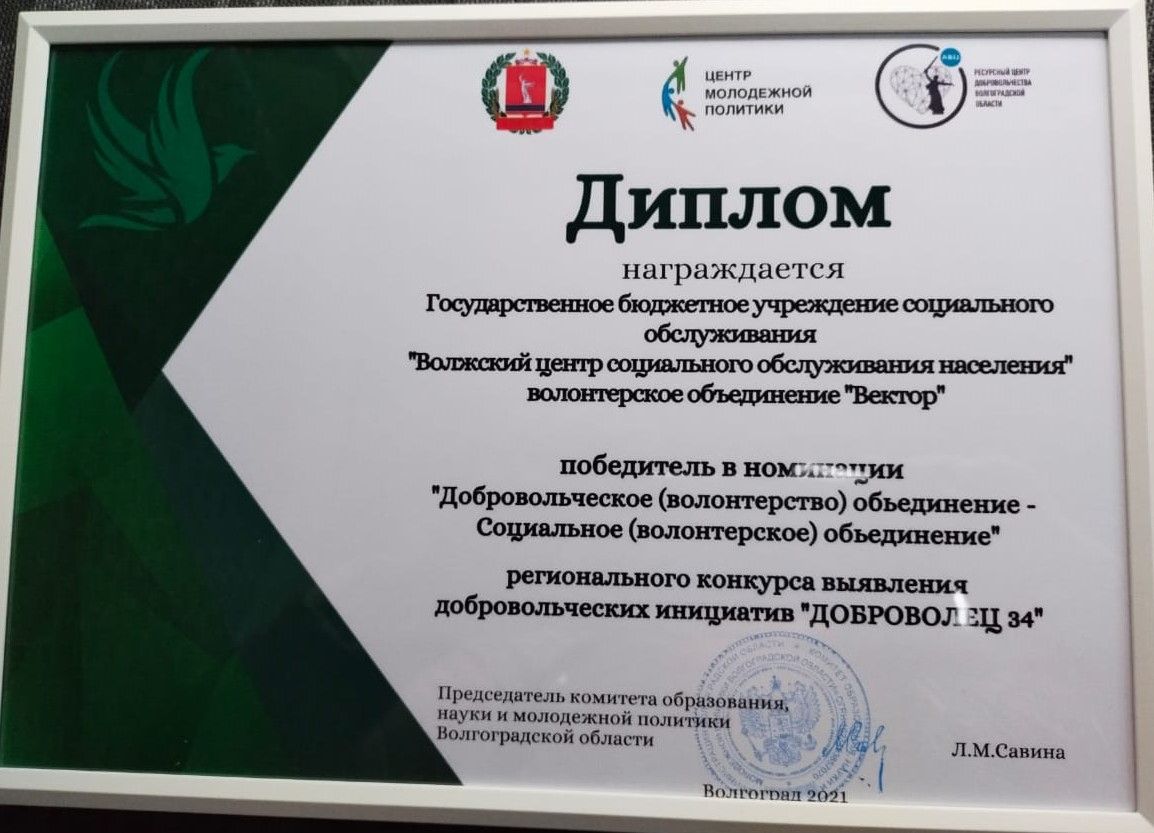 ЦЕНТР
МОЛОДЕЖНОЙ
ПОЛИТИКИ
АВЦ
РЕСУРСНЫЙ ЦЕНТР
ДОБРОВОЛЬЧЕСТВА
ВОЛГОГРАДСКОЙ
ОБЛАСТИ
Диплом
награждается
Государственное бюджетное учреждение социального
обслуживания
"Волжский центр социального обслуживания населения"
волонтерское объединение "Вектор"
победитель в номинации
"Добровольческое (волонтерство) обьединение -
Социальное (волонтерское) обьединение"
регионального конкурса выявления
добровольческих инициатив "ДОБРОВОЛЕЦ 34"
Председатель комитета образования,
науки и молодежной политики
Волгоградской области
Л.М.Савина
Волгоград 2021